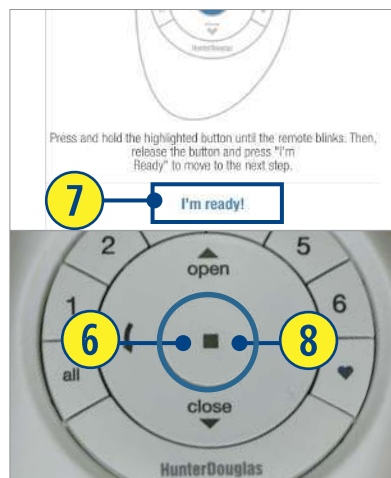 close
HunterDouglas
Press and hold the highlighted button until the remote blinks. Then,
release the button and press "I'm
Ready" to move to the next step.
7
I'm ready!
2
5
open
1
6
6
8
all
close
HunterDouglas